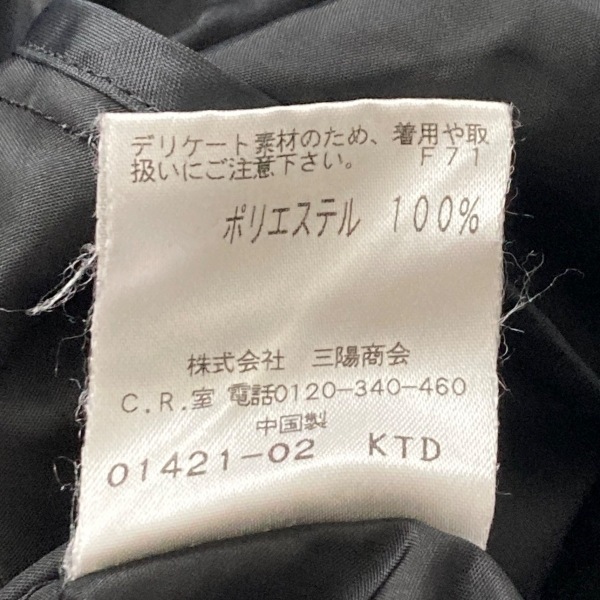 デリケート素材のため、着用や取
扱いにご注意下さい。 F71
ポリエステル 100%
株式会社 三陽商会
C.R.室 電話0120-340-460
中国製
01421-02 KTD